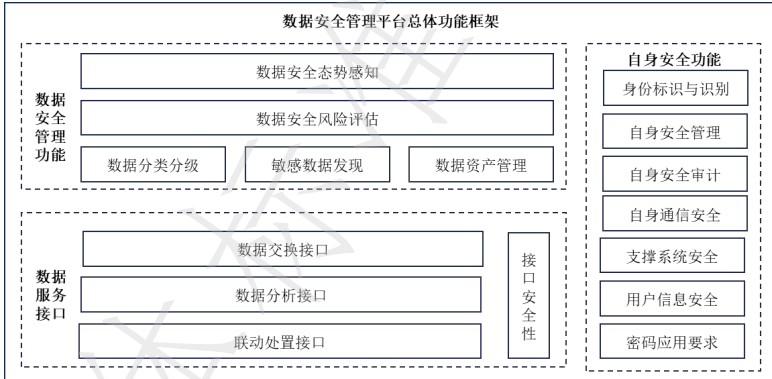 数据安全管理平台总体功能框架
数据
安全
管理
功能
数据安全态势感知
数据安全风险评估
数据分类分级
敏感数据发现
数据资产管理
数据
服务
接口
数据交换接口
数据分析接口
联动处置接口
接口安全性
自身安全功能
身份标识与识别
自身安全管理
自身安全审计
自身通信安全
支撑系统安全
用户信息安全
密码应用要求
体标准